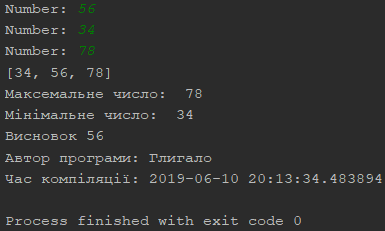 Number: 56
Number: 34
Number: 78
[34, 56, 78]
Максемальне число:  78
Мінімальне число:  34
Висновок 56
Автор програми: Глигало
Час компіляції: 2019-06-10 20:13:34.483894
Process finished with exit code 0